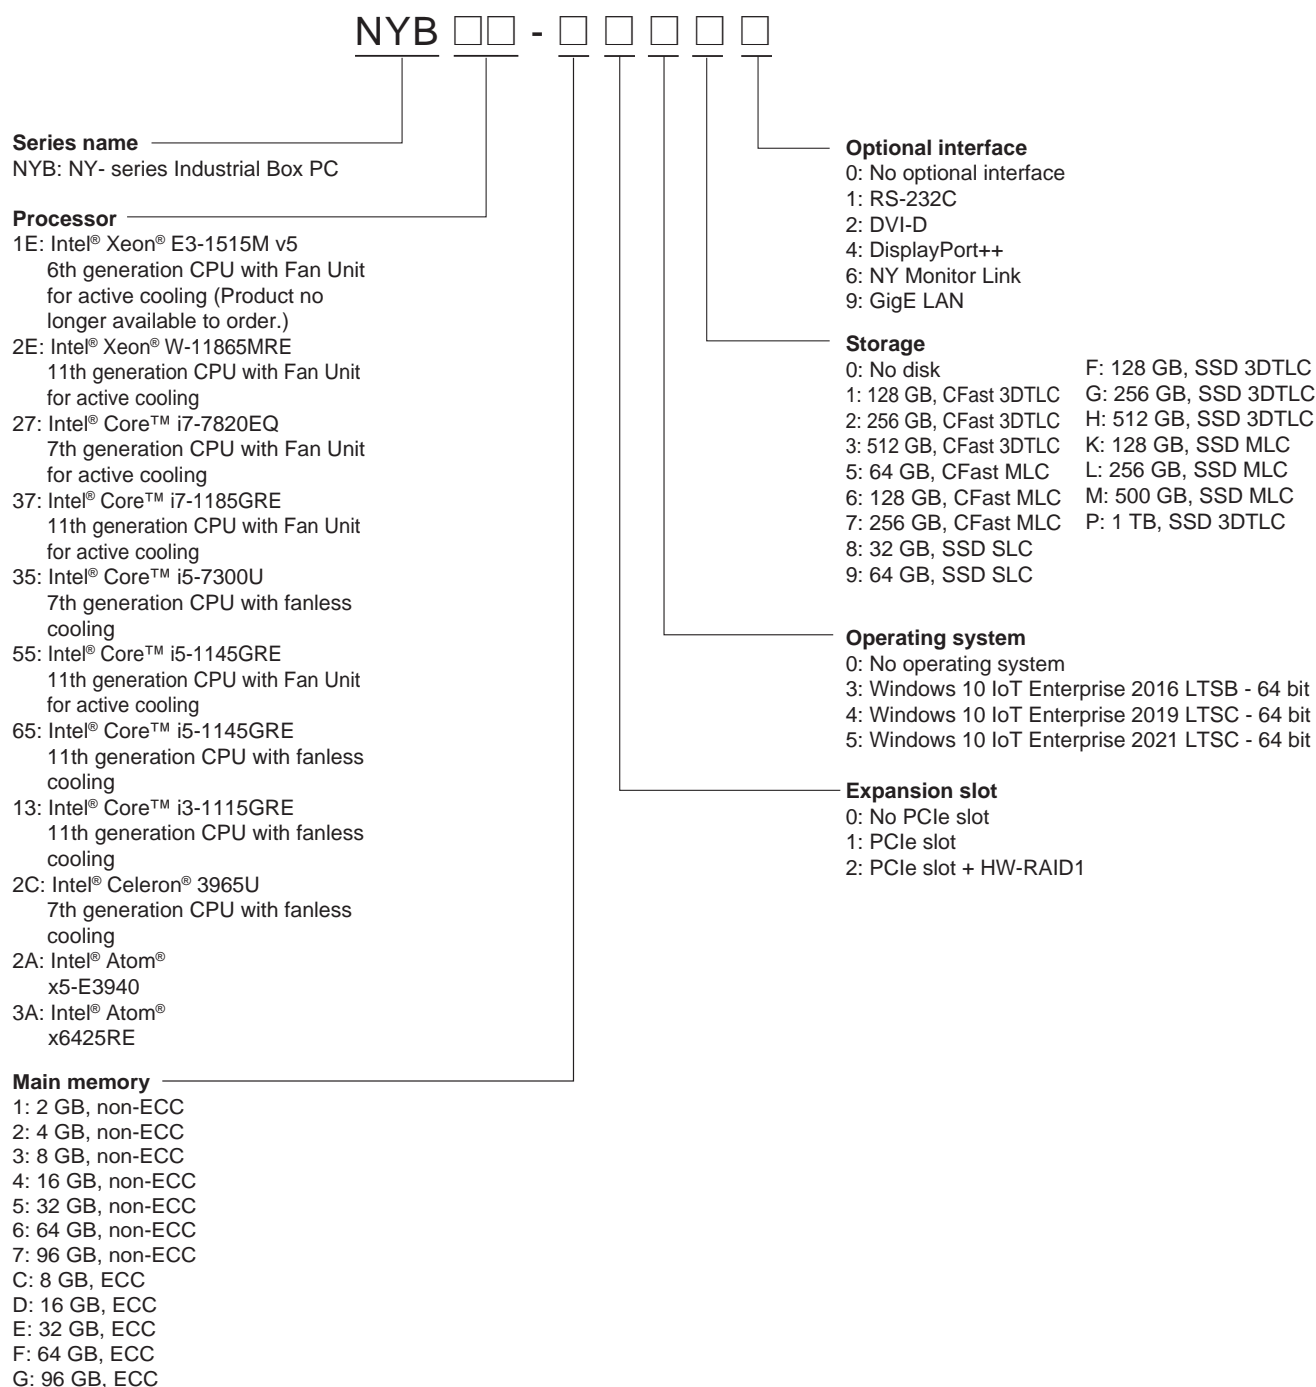 NYB □□ - □ □ □ □ □
Series name
NYB: NY- series Industrial Box PC
Processor
1E: Intel® Xeon® E3-1515M v5
6th generation CPU with Fan Unit
for active cooling (Product no
longer available to order.)
2E: Intel® Xeon® W-11865MRE
11th generation CPU with Fan Unit
for active cooling
27: Intel® Core™ i7-7820EQ
7th generation CPU with Fan Unit
for active cooling
37: Intel® Core™ i7-1185GRE
11th generation CPU with Fan Unit
for active cooling
35: Intel® Core™ i5-7300U
7th generation CPU with fanless
cooling
55: Intel® Core™ i5-1145GRE
11th generation CPU with Fan Unit
for active cooling
65: Intel® Core™ i5-1145GRE
11th generation CPU with fanless
cooling
13: Intel® Core™ i3-1115GRE
11th generation CPU with fanless
cooling
2C: Intel® Celeron® 3965U
7th generation CPU with fanless
cooling
2A: Intel® Atom®
x5-E3940
3A: Intel® Atom®
x6425RE
Main memory
1: 2 GB, non-ECC
2: 4 GB, non-ECC
3: 8 GB, non-ECC
4: 16 GB, non-ECC
5: 32 GB, non-ECC
6: 64 GB, non-ECC
7: 96 GB, non-ECC
C: 8 GB, ECC
D: 16 GB, ECC
E: 32 GB, ECC
F: 64 GB, ECC
G: 96 GB, ECC
Optional interface
0: No optional interface
1: RS-232C
2: DVI-D
4: DisplayPort++
6: NY Monitor Link
9: GigE LAN
Storage
0: No disk
1: 128 GB, CFast 3DTLC
2: 256 GB, CFast 3DTLC
3: 512 GB, CFast 3DTLC
5: 64 GB, CFast MLC
6: 128 GB, CFast MLC
7: 256 GB, CFast MLC
8: 32 GB, SSD SLC
9: 64 GB, SSD SLC
F: 128 GB, SSD 3DTLC
G: 256 GB, SSD 3DTLC
H: 512 GB, SSD 3DTLC
K: 128 GB, SSD MLC
L: 256 GB, SSD MLC
M: 500 GB, SSD MLC
P: 1 TB, SSD 3DTLC
Operating system
0: No operating system
3: Windows 10 IoT Enterprise 2016 LTSB - 64 bit
4: Windows 10 IoT Enterprise 2019 LTSC - 64 bit
5: Windows 10 IoT Enterprise 2021 LTSC - 64 bit
Expansion slot
0: No PCIe slot
1: PCIe slot
2: PCIe slot + HW-RAID1